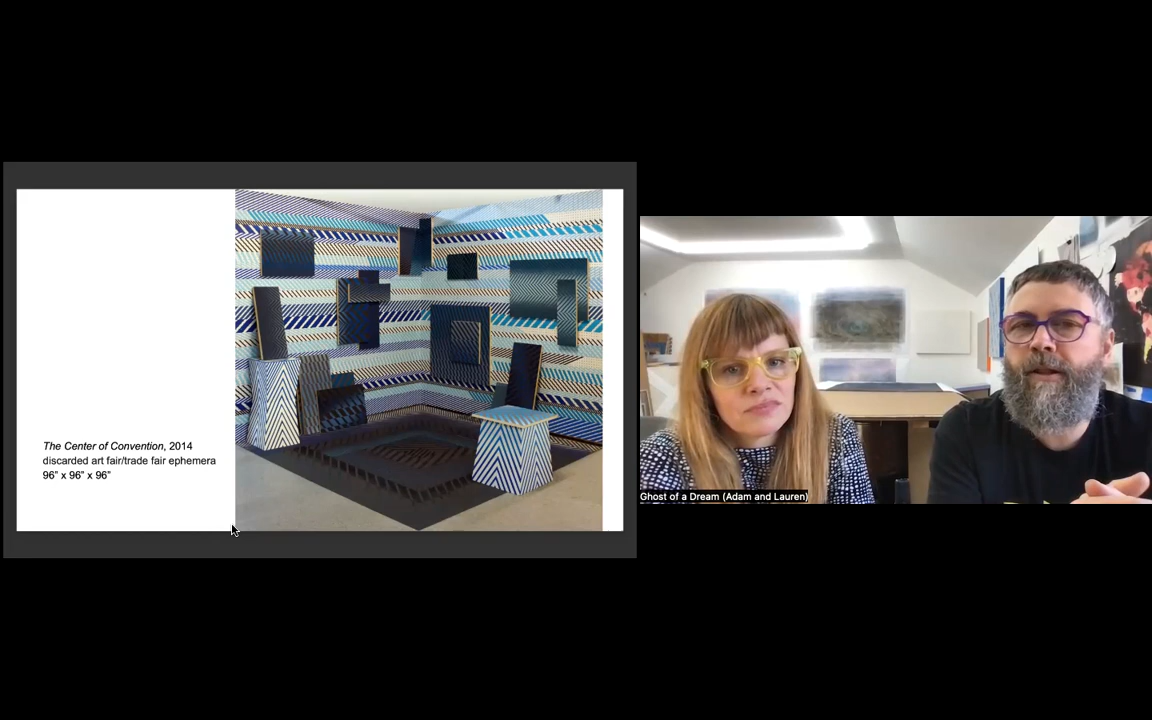 The Center of Convention, 2014
discarded art fair/trade fair ephemera
96” x 96” x 96”
Ghost of a Dream (Adam and Lauren)